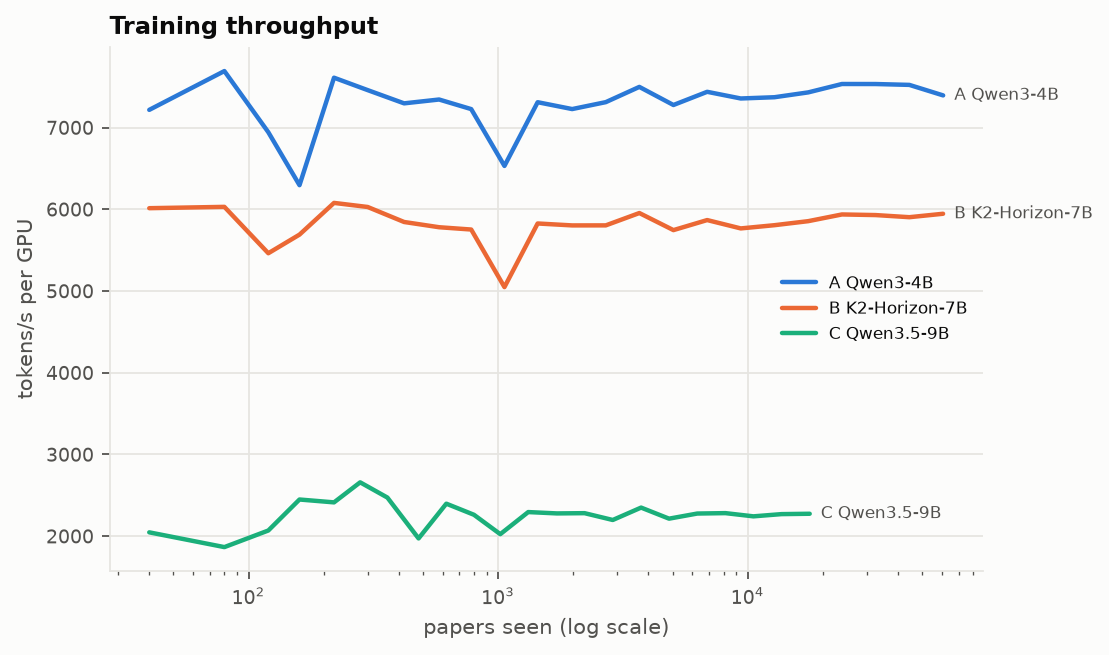 Training throughput
tokens/s per GPU
7000
6000
5000
4000
3000
2000
A Qwen3-4B
B K2-Horizon-7B
A Qwen3-4B
B K2-Horizon-7B
C Qwen3.5-9B
C Qwen3.5-9B
10²
10³
10⁴
papers seen (log scale)